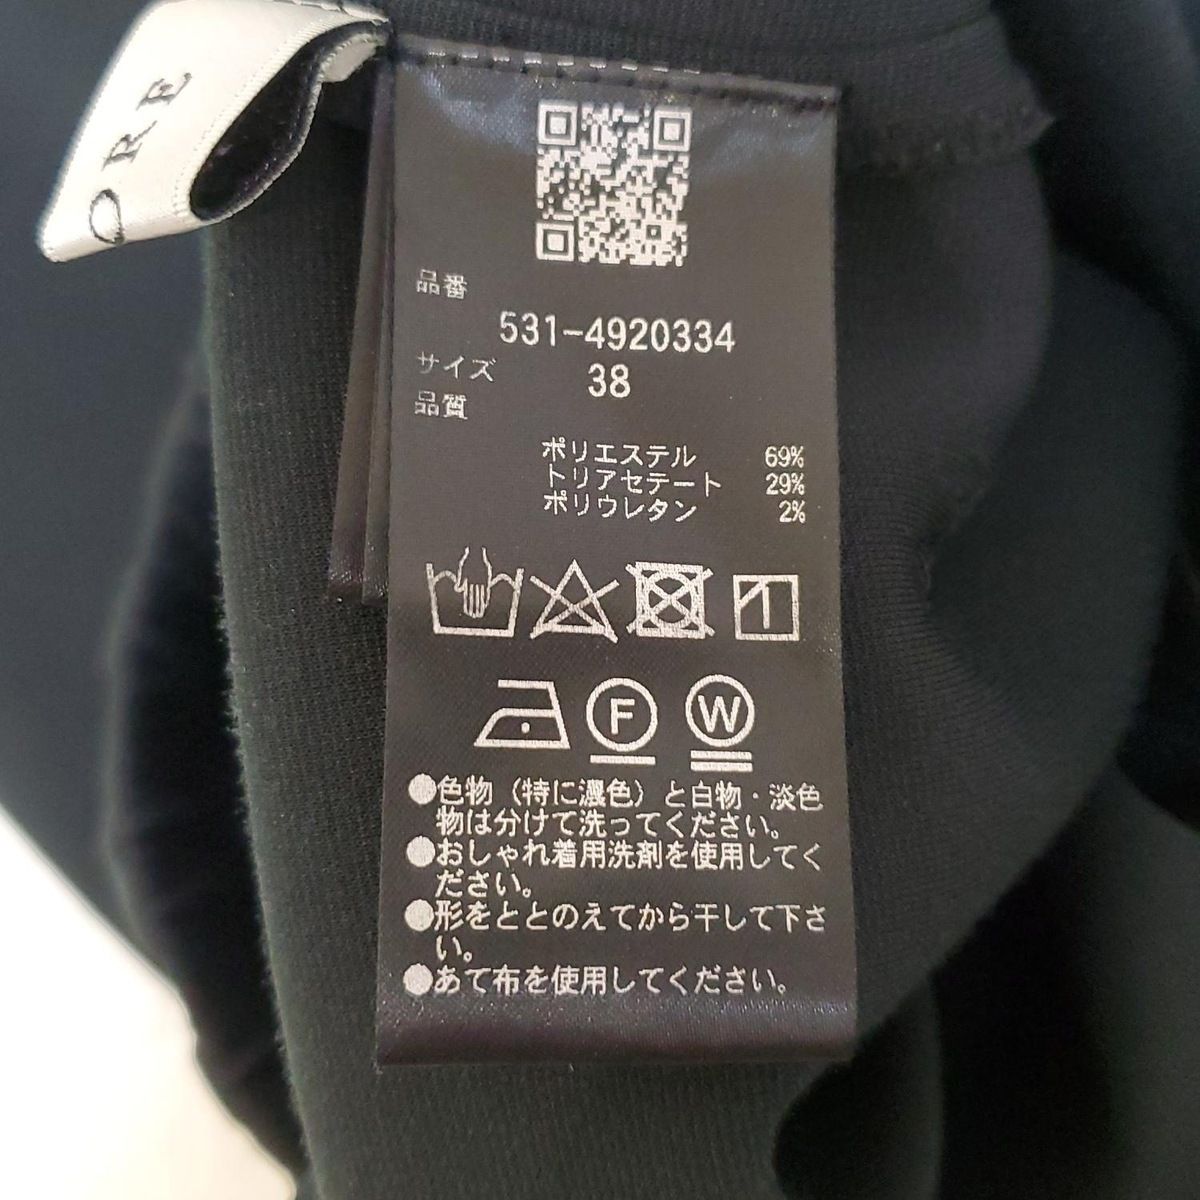 ORE
品番
531-4920334
サイズ 38
品質
ポリエステル 69%
トリアセテート 29%
ポリウレタン 2%
F W
●色物（特に濃色）と白物・淡色
物は分けて洗ってください。
●おしゃれ着用洗剤を使用してく
ださい。
●形をととのえてから干して下さ
い。
●あて布を使用してください。